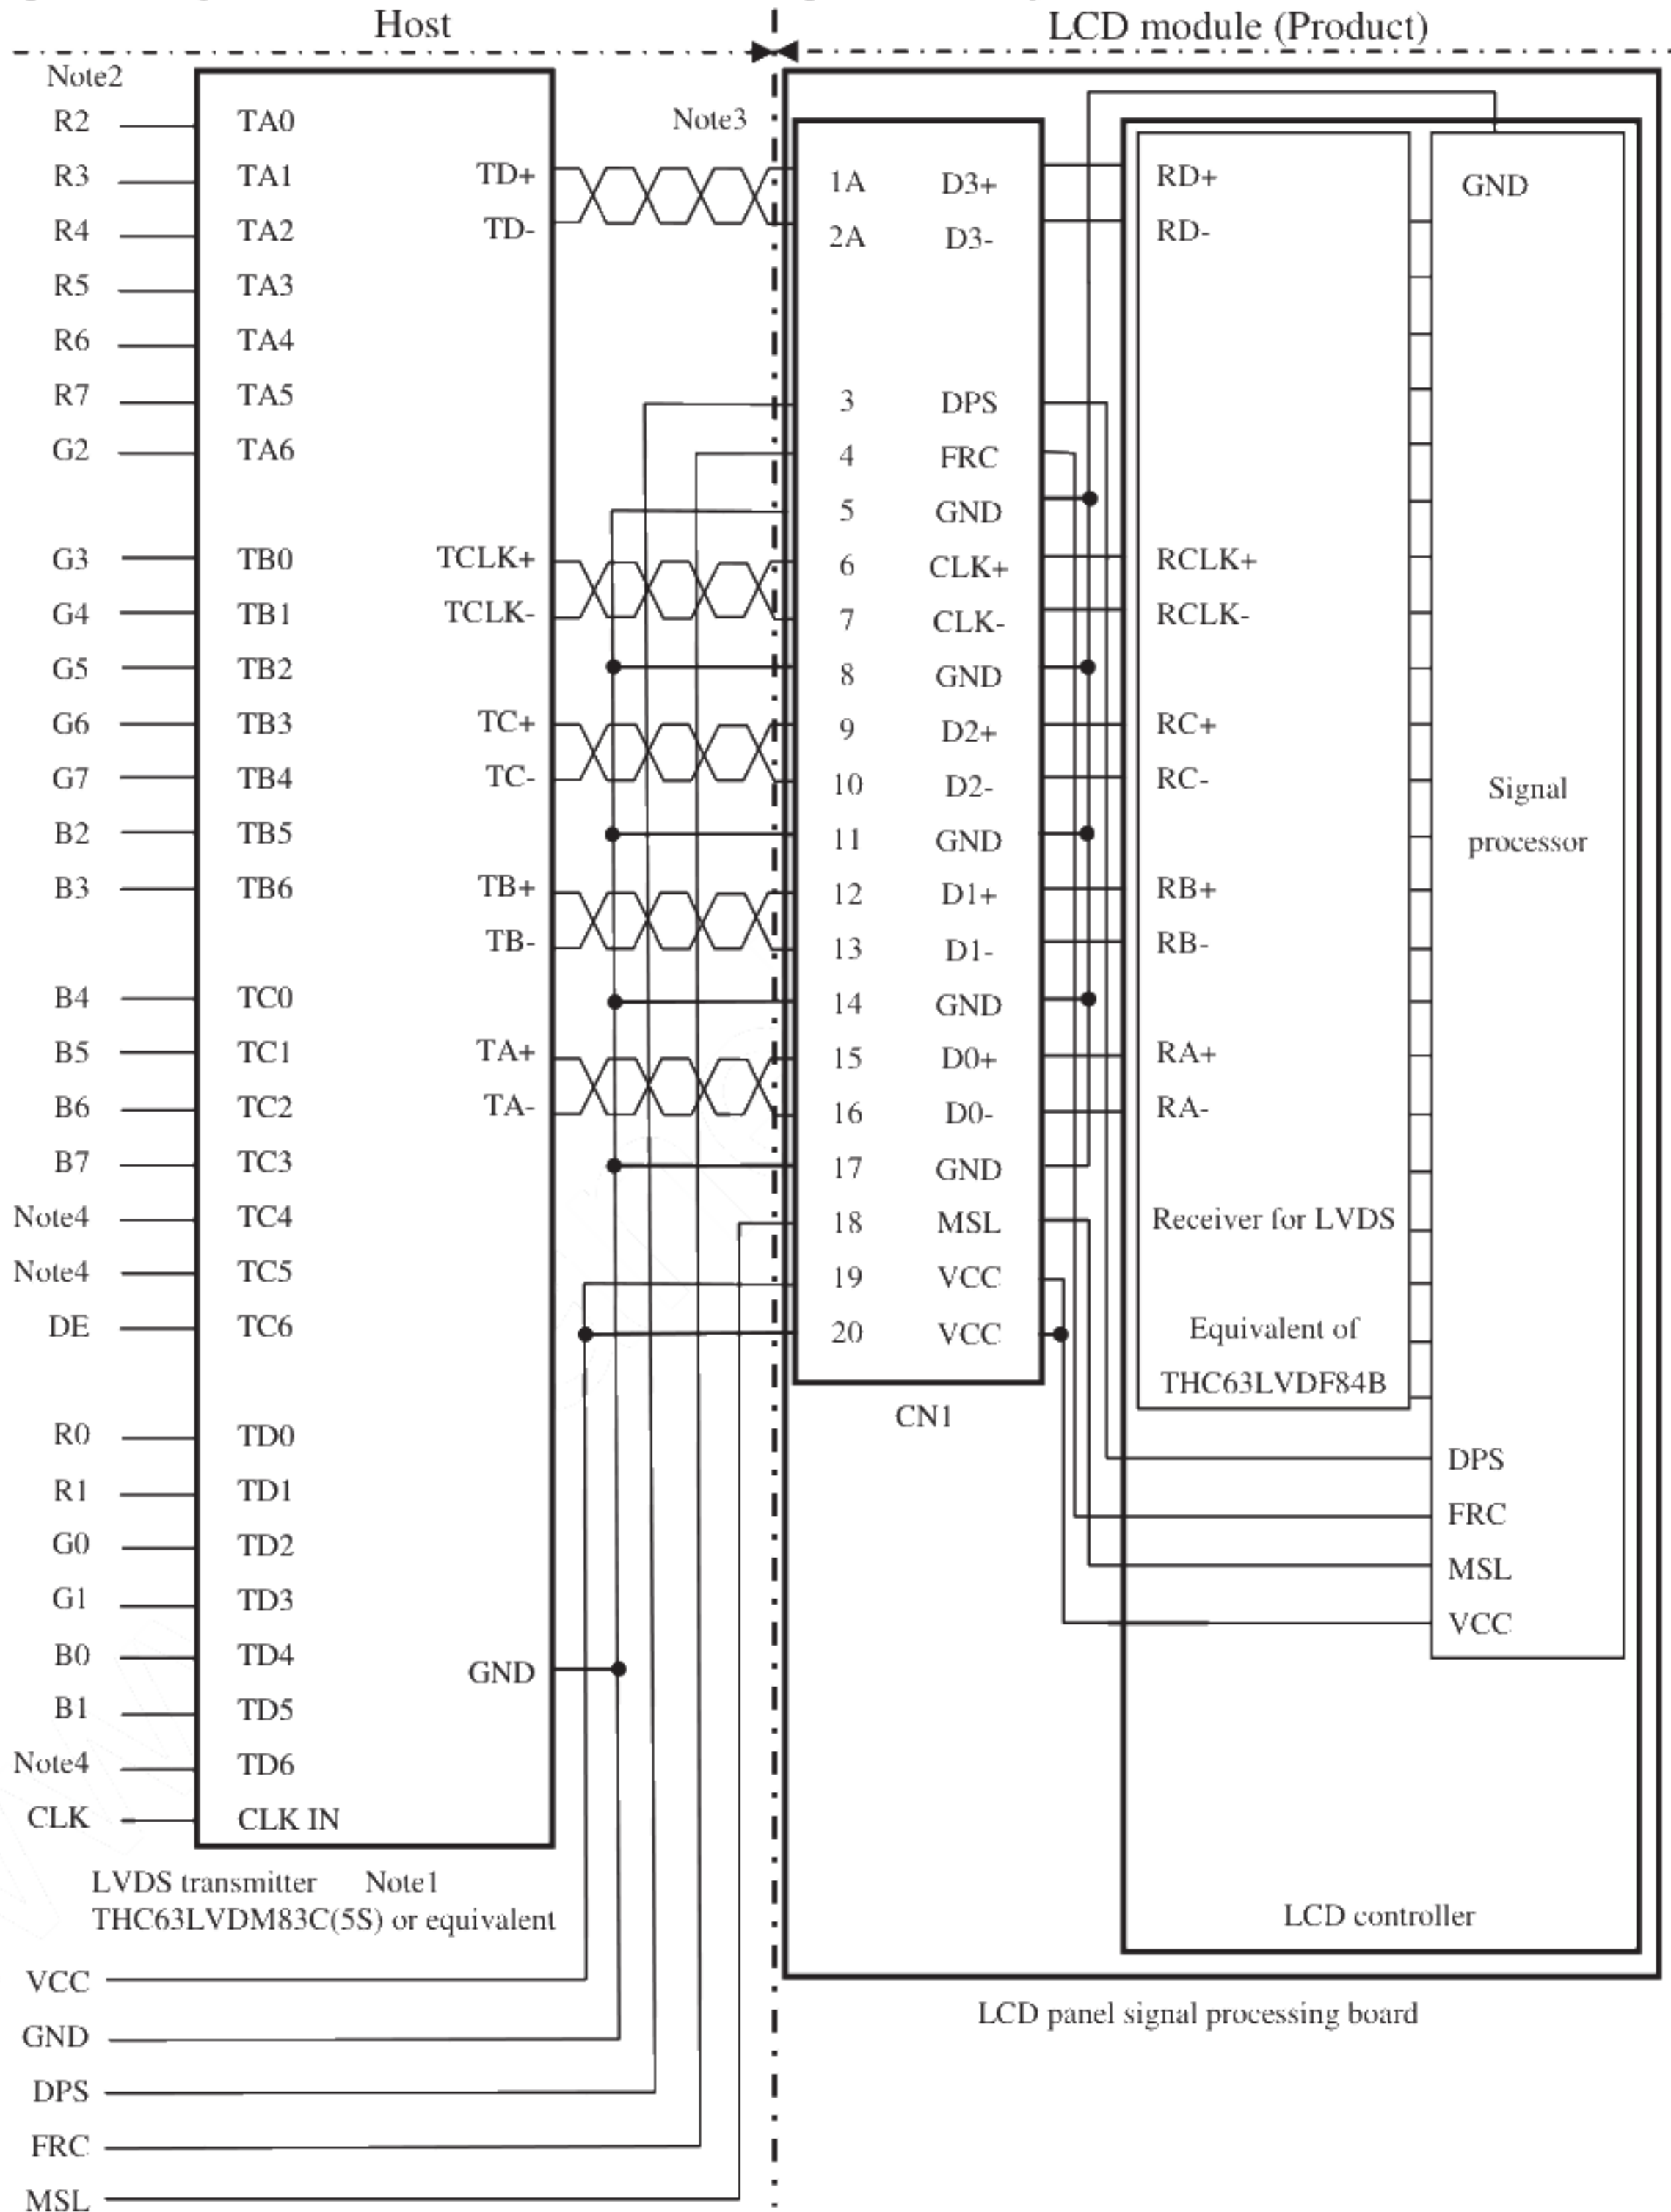 Host
LCD module (Product)
Note2
Note3
R2 TA0
R3 TA1 TD+ 1A D3+ RD+ GND
R4 TA2 TD- 2A D3- RD-
R5 TA3
R6 TA4
R7 TA5 3 DPS
G2 TA6 4 FRC
5 GND
G3 TB0 TCLK+ 6 CLK+ RCLK+
G4 TB1 TCLK- 7 CLK- RCLK-
G5 TB2 8 GND
G6 TB3 TC+ 9 D2+ RC+
G7 TB4 TC- 10 D2- RC- Signal
B2 TB5 11 GND processor
B3 TB6 TB+ 12 D1+ RB+
TB- 13 D1- RB-
B4 TC0 14 GND
B5 TC1 TA+ 15 D0+ RA+
B6 TC2 TA- 16 D0- RA-
B7 TC3 17 GND
Note4 TC4 18 MSL Receiver for LVDS
Note4 TC5 19 VCC
DE TC6 20 VCC Equivalent of
THC63LVDF84B
CN1
R0 TD0 DPS
R1 TD1 FRC
G0 TD2 MSL
G1 TD3 VCC
B0 TD4 GND
B1 TD5
Note4 TD6
CLK CLK IN
LVDS transmitter Note1
THC63LVDM83C(5S) or equivalent
LCD controller
VCC
LCD panel signal processing board
GND
DPS
FRC
MSL